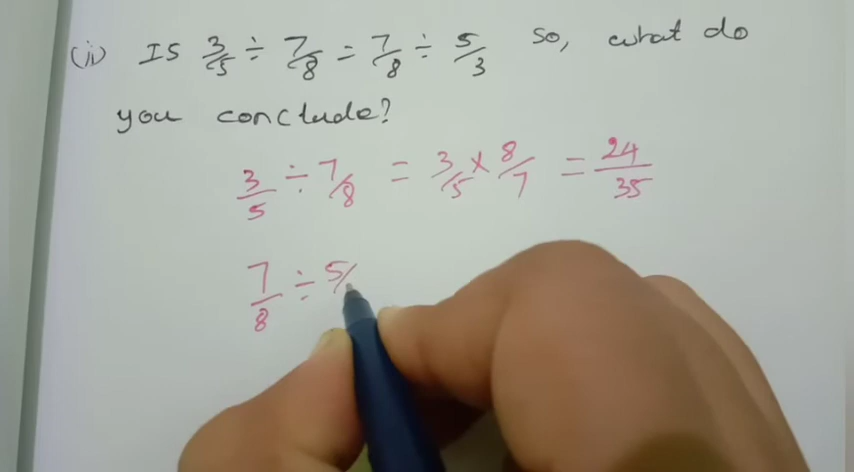 (ii) Is 3/5 ÷ 7/8 = 7/8 ÷ 5/3 so, what do
you conclude?
3/5 ÷ 7/8 = 3/5 × 8/7 = 24/35
7/8 ÷ 5/